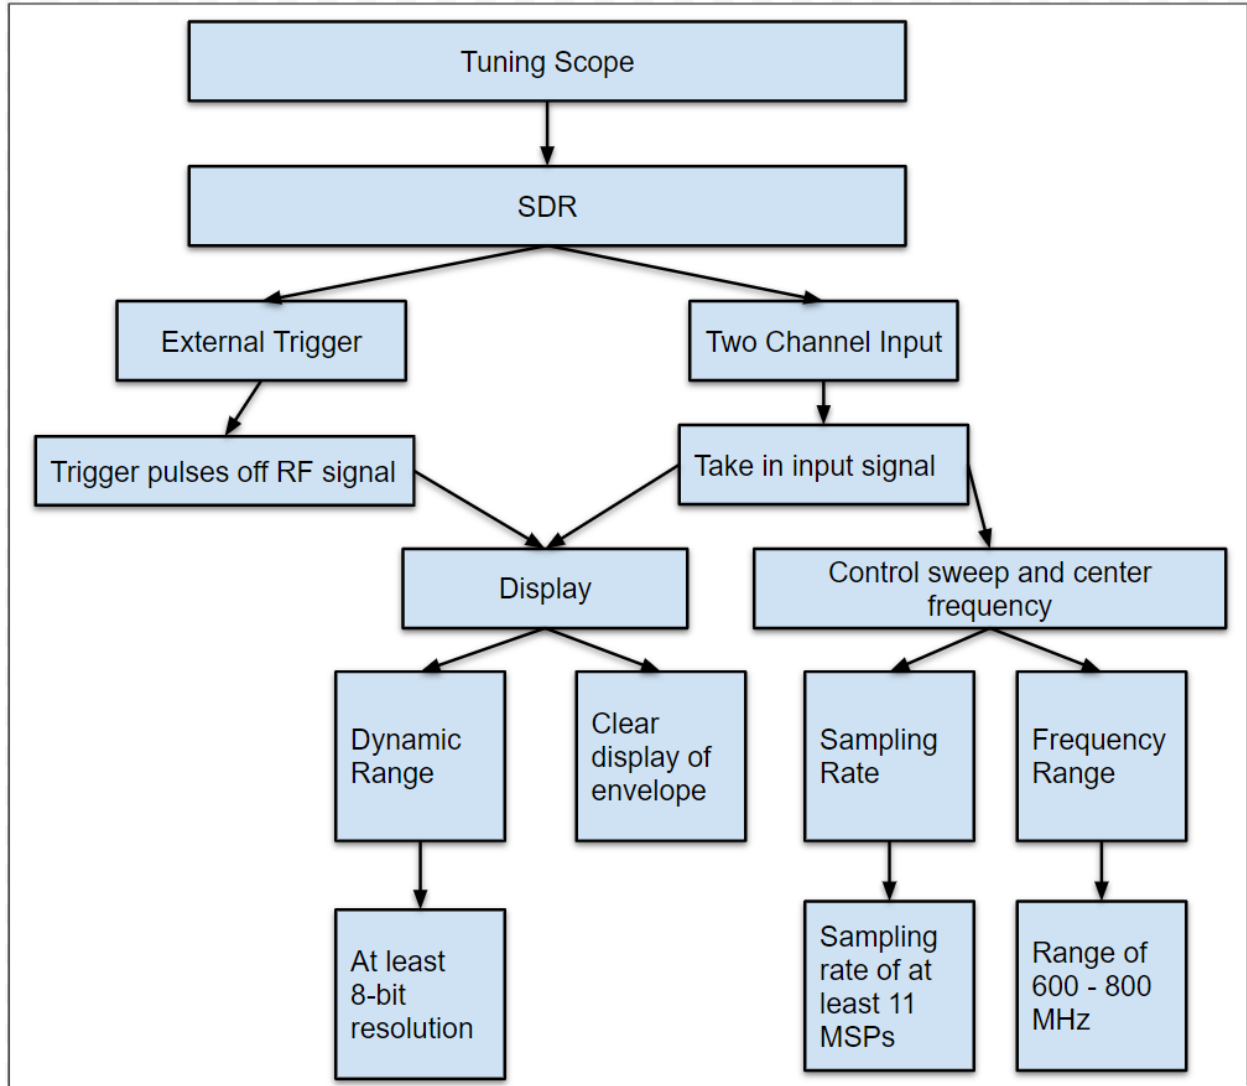 Tuning Scope
SDR
External Trigger
Two Channel Input
Trigger pulses off RF signal
Take in input signal
Display
Control sweep and center
frequency
Dynamic
Range
Clear
display of
envelope
Sampling
Rate
Frequency
Range
At least
8-bit
resolution
Sampling
rate of at
least 11
MSPs
Range of
600 - 800
MHz